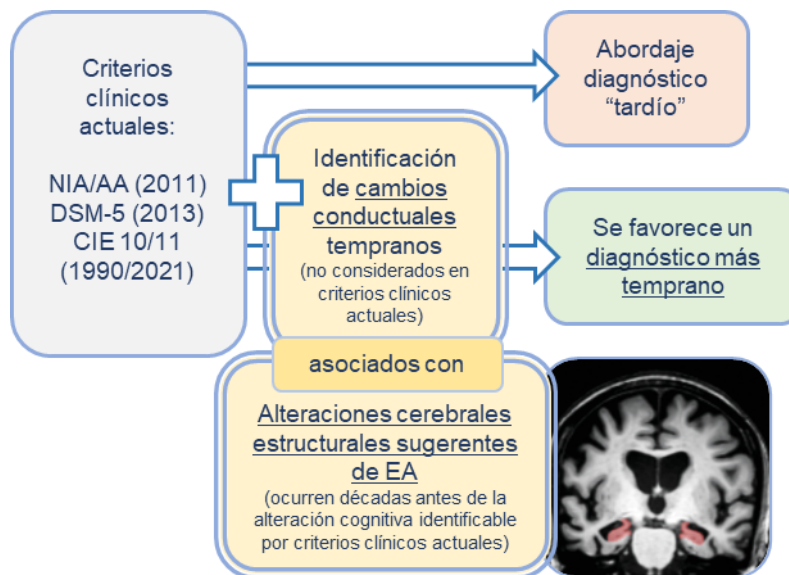 Criterios
clínicos
actuales:
NIA/AA (2011)
DSM-5 (2013)
CIE 10/11
(1990/2021)
Abordaje
diagnóstico
“tardío”
Identificación
de cambios
conductuales
tempranos
(no considerados en
criterios clínicos
actuales)
Se favorece un
diagnóstico más
temprano
asociados con
Alteraciones cerebrales
estructurales sugerentes
de EA
(ocurren décadas antes de la
alteración cognitiva identificable
por criterios clínicos actuales)